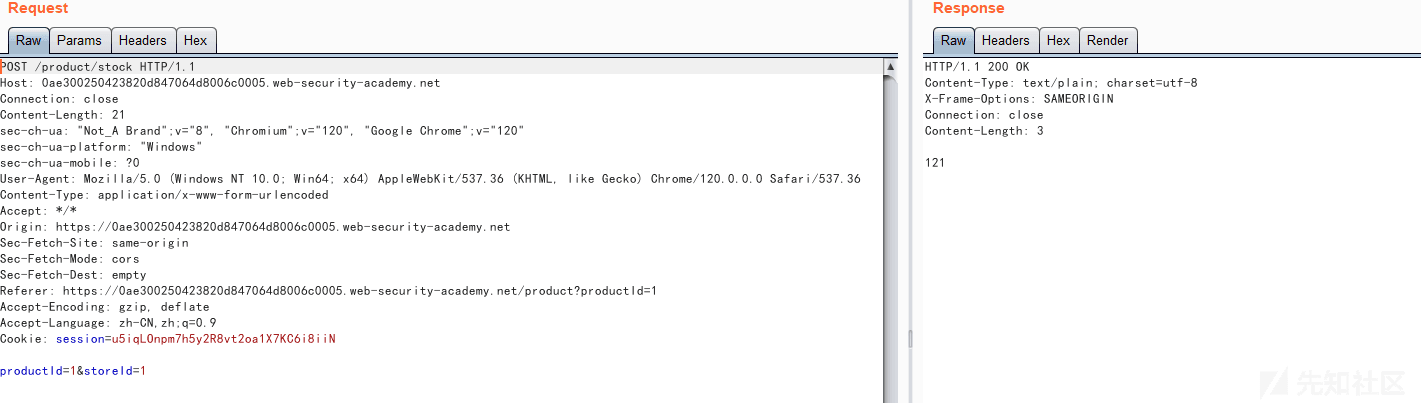 Request
Raw Params Headers Hex
POST /product/stock HTTP/1.1
Host: 0ae300250423820d847064d8006c0005.web-security-academy.net
Connection: close
Content-Length: 21
sec-ch-ua: "Not_A Brand";v="8", "Chromium";v="120", "Google Chrome";v="120"
sec-ch-ua-platform: "Windows"
sec-ch-ua-mobile: ?0
User-Agent: Mozilla/5.0 (Windows NT 10.0; Win64; x64) AppleWebKit/537.36 (KHTML, like Gecko) Chrome/120.0.0.0 Safari/537.36
Content-Type: application/x-www-form-urlencoded
Accept: */*
Origin: https://0ae300250423820d847064d8006c0005.web-security-academy.net
Sec-Fetch-Site: same-origin
Sec-Fetch-Mode: cors
Sec-Fetch-Dest: empty
Referer: https://0ae300250423820d847064d8006c0005.web-security-academy.net/product?productId=1
Accept-Encoding: gzip, deflate
Accept-Language: zh-CN,zh;q=0.9
Cookie: session=u5iqLOnpm7h5y2R8vt2oa1X7KC6i8iiN
productId=1&storeId=1
Response
Raw Headers Hex Render
HTTP/1.1 200 OK
Content-Type: text/plain; charset=utf-8
X-Frame-Options: SAMEORIGIN
Connection: close
Content-Length: 3
121
先知社区